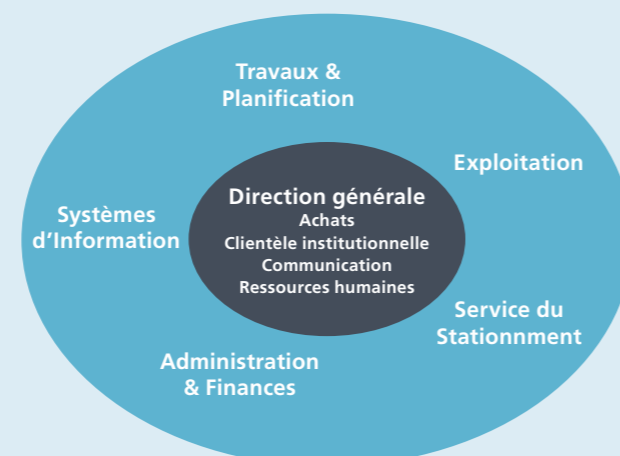 Travaux &
Planification
Exploitation
Direction générale
Achats
Clientèle institutionnelle
Communication
Ressources humaines
Systèmes
d’Information
Service du
Stationnment
Administration
& Finances